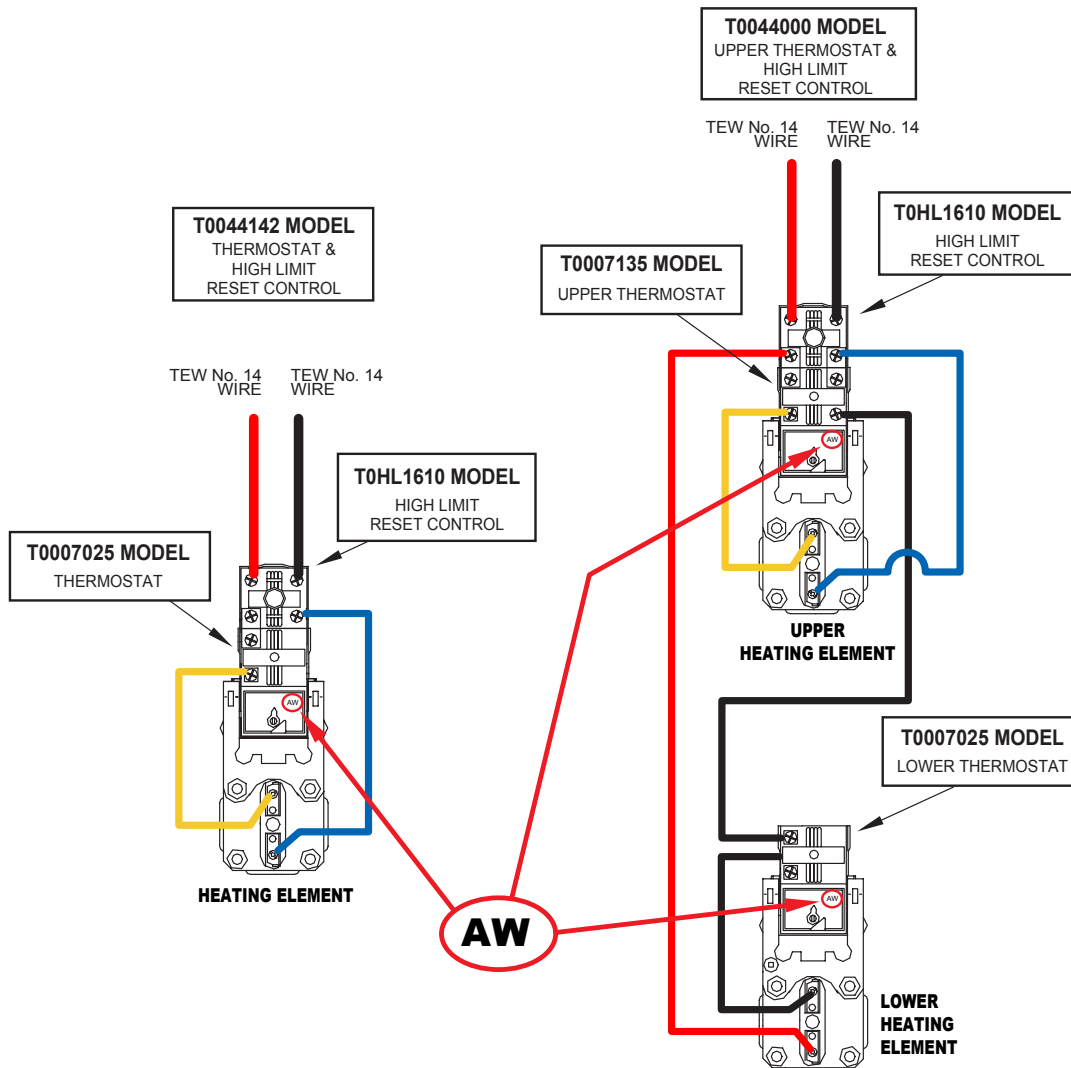 T0044000 MODEL
UPPER THERMOSTAT &
HIGH LIMIT
RESET CONTROL
TEW No. 14
WIRE
TEW No. 14
WIRE
T0044142 MODEL
THERMOSTAT &
HIGH LIMIT
RESET CONTROL
T0007135 MODEL
UPPER THERMOSTAT
T0HL1610 MODEL
HIGH LIMIT
RESET CONTROL
TEW No. 14
WIRE
TEW No. 14
WIRE
T0HL1610 MODEL
HIGH LIMIT
RESET CONTROL
T0007025 MODEL
THERMOSTAT
AW
AW
UPPER
HEATING ELEMENT
T0007025 MODEL
LOWER THERMOSTAT
HEATING ELEMENT
AW
AW
LOWER
HEATING
ELEMENT